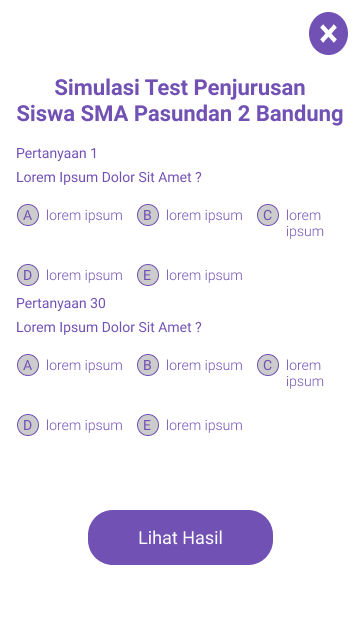 Simulasi Test Penjurusan
Siswa SMA Pasundan 2 Bandung
Pertanyaan 1
Lorem Ipsum Dolor Sit Amet ?
A lorem ipsum B lorem ipsum C lorem
ipsum
D lorem ipsum E lorem ipsum
Pertanyaan 30
Lorem Ipsum Dolor Sit Amet ?
A lorem ipsum B lorem ipsum C lorem
ipsum
D lorem ipsum E lorem ipsum
Lihat Hasil